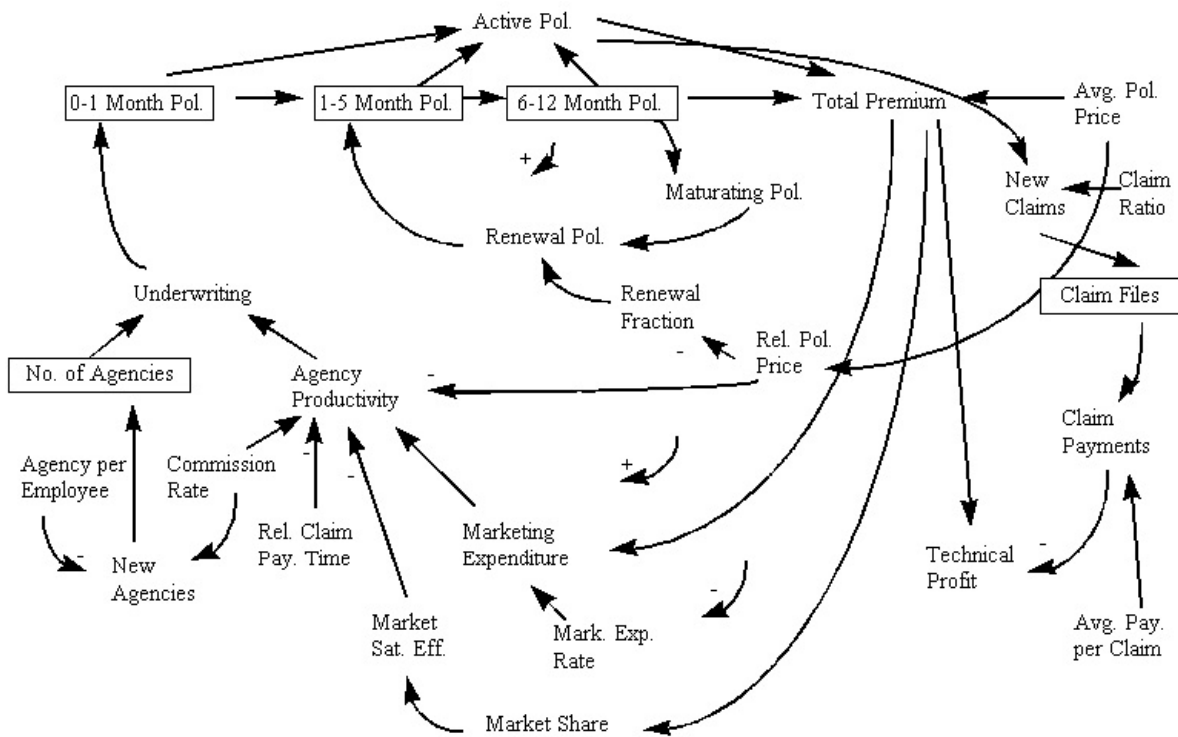 Active Pol.
0-1 Month Pol.
1-5 Month Pol.
6-12 Month Pol.
Total Premium
Avg. Pol.
Price
+
Maturating Pol.
New
Claims
Claim
Ratio
Renewal Pol.
Underwriting
Renewal
Fraction
Claim Files
-
Rel. Pol.
Price
No. of Agencies
Agency
Productivity
-
Claim
Payments
Agency per
Employee
Commission
Rate
-
-
+
Rel. Claim
Pay. Time
Marketing
Expenditure
-
New
Agencies
Technical
Profit
-
-
Market
Sat. Eff.
Mark. Exp.
Rate
Avg. Pay.
per Claim
Market Share